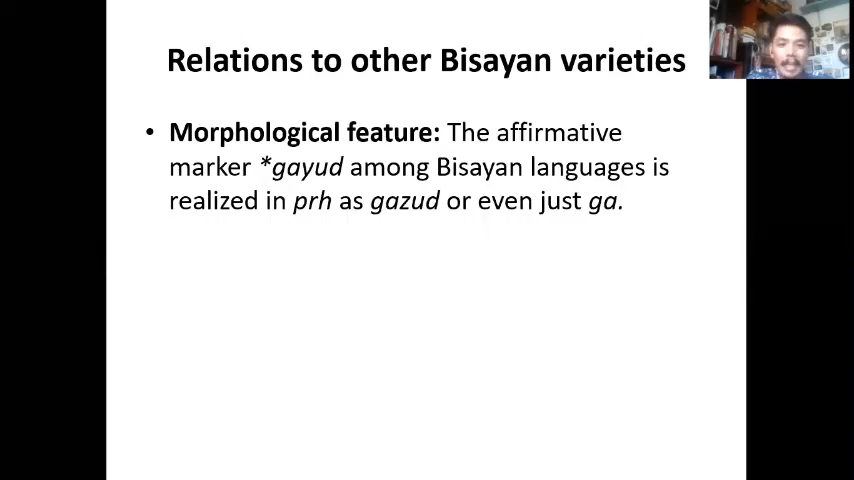 Relations to other Bisayan varieties
• Morphological feature: The affirmative
marker *gayud among Bisayan languages is
realized in prh as gazud or even just ga.